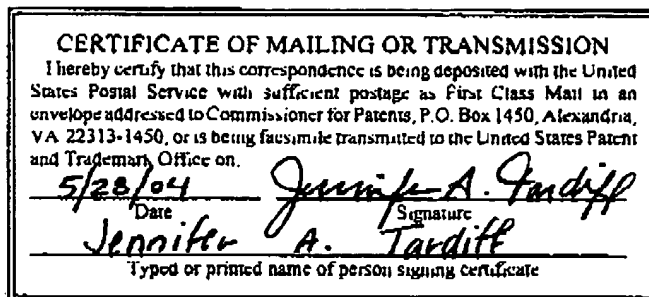 CERTIFICATE OF MAILING OR TRANSMISSION
I hereby certify that this correspondence is being deposited with the United
States Postal Service with sufficient postage as First Class Mail in an
envelope addressed to Commissioner for Patents, P.O. Box 1450, Alexandria,
VA 22313-1450, or is being facsimile transmitted to the United States Patent
and Trademark Office on.
5/28/04 Jennifer A. Tardiff
Date Signature
Jennifer A. Tardiff
Typed or printed name of person signing certificate